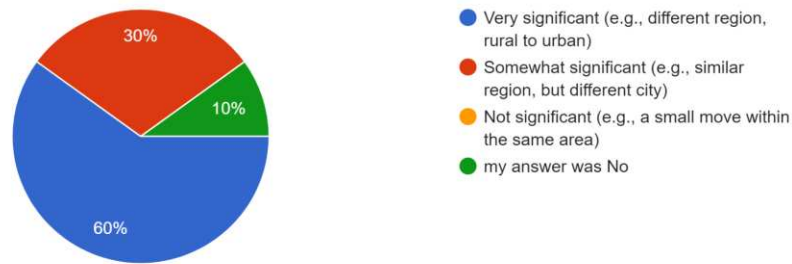 30%
10%
60%
Very significant (e.g., different region,
rural to urban)
Somewhat significant (e.g., similar
region, but different city)
Not significant (e.g., a small move within
the same area)
my answer was No